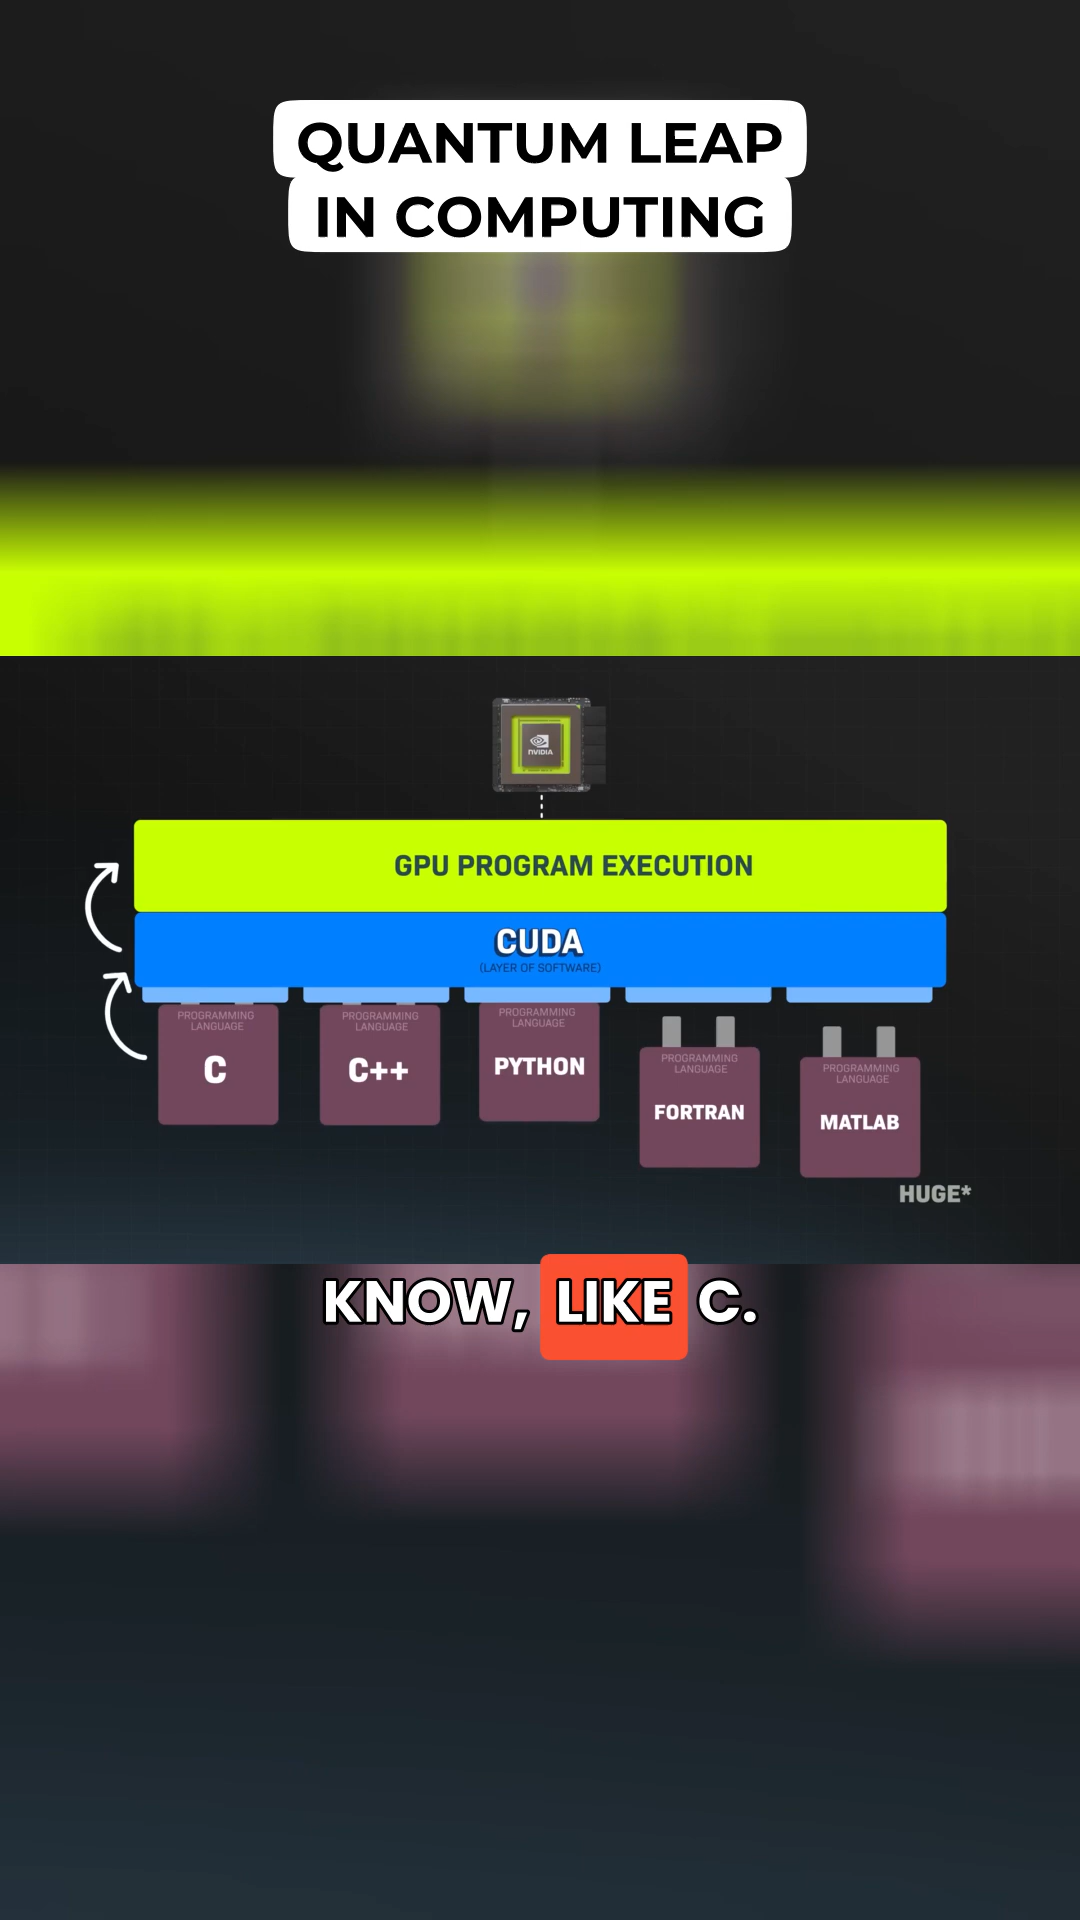 QUANTUM LEAP
IN COMPUTING
NVIDIA
GPU PROGRAM EXECUTION
CUDA
(LAYER OF SOFTWARE)
PROGRAMMING
LANGUAGE
C
PROGRAMMING
LANGUAGE
C++
PROGRAMMING
LANGUAGE
PYTHON
PROGRAMMING
LANGUAGE
FORTRAN
PROGRAMMING
LANGUAGE
MATLAB
HUGE*
KNOW, LIKE C.